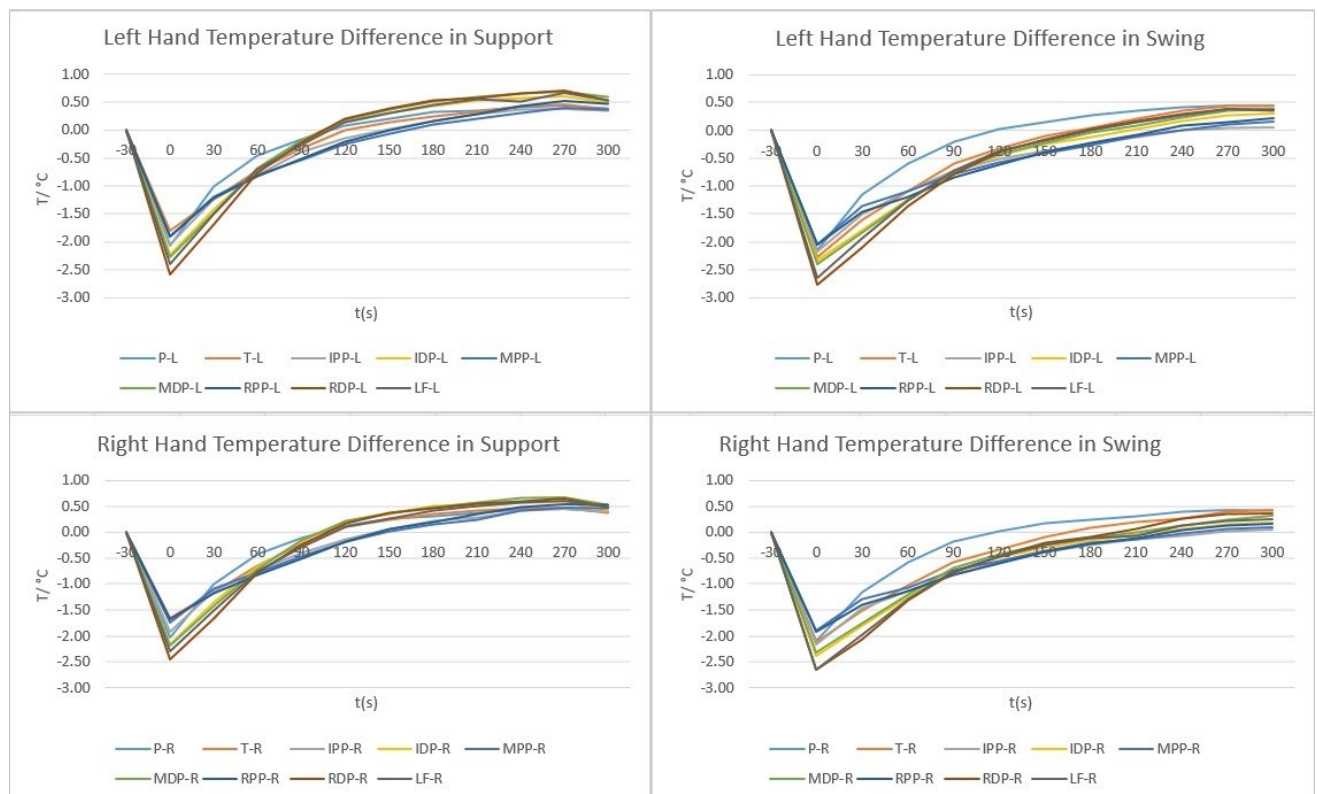 Left Hand Temperature Difference in Support
1.00
0.50
0.00
-0.50
-1.00
-1.50
-2.00
-2.50
-3.00
T/ °C
-30 0 30 60 90 120 150 180 210 240 270 300
t(s)
P-L T-L IPP-L IDP-L MPP-L
MDP-L RPP-L RDP-L LF-L
Left Hand Temperature Difference in Swing
1.00
0.50
0.00
-0.50
-1.00
-1.50
-2.00
-2.50
-3.00
T/ °C
-30 0 30 60 90 120 150 180 210 240 270 300
t(s)
P-L T-L IPP-L IDP-L MPP-L
MDP-L RPP-L RDP-L LF-L
Right Hand Temperature Difference in Support
1.00
0.50
0.00
-0.50
-1.00
-1.50
-2.00
-2.50
-3.00
T/ °C
-30 0 30 60 90 120 150 180 210 240 270 300
t(s)
P-R T-R IPP-R IDP-R MPP-R
MDP-R RPP-R RDP-R LF-R
Right Hand Temperature Difference in Swing
1.00
0.50
0.00
-0.50
-1.00
-1.50
-2.00
-2.50
-3.00
T/ °C
-30 0 30 60 90 120 150 180 210 240 270 300
t(s)
P-R T-R IPP-R IDP-R MPP-R
MDP-R RPP-R RDP-R LF-R